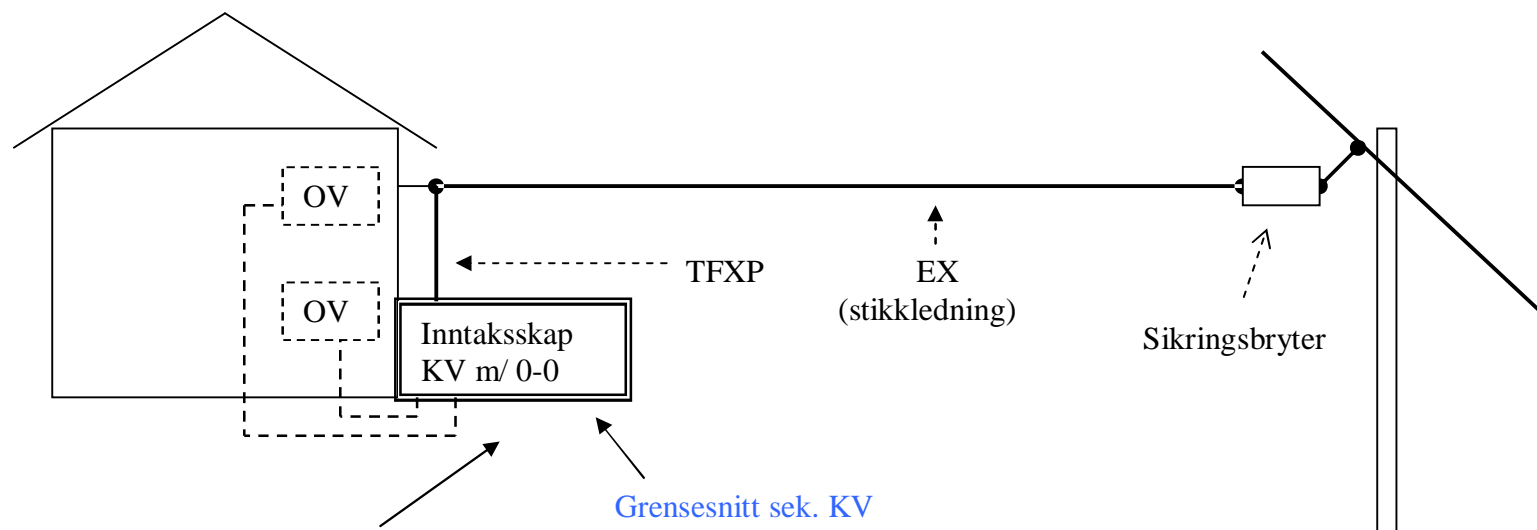 OV
TFXP
EX
(stikkledning)
OV
Inntaksskap
KV m/ 0-0
Sikringsbryter
Grensesnitt sek. KV